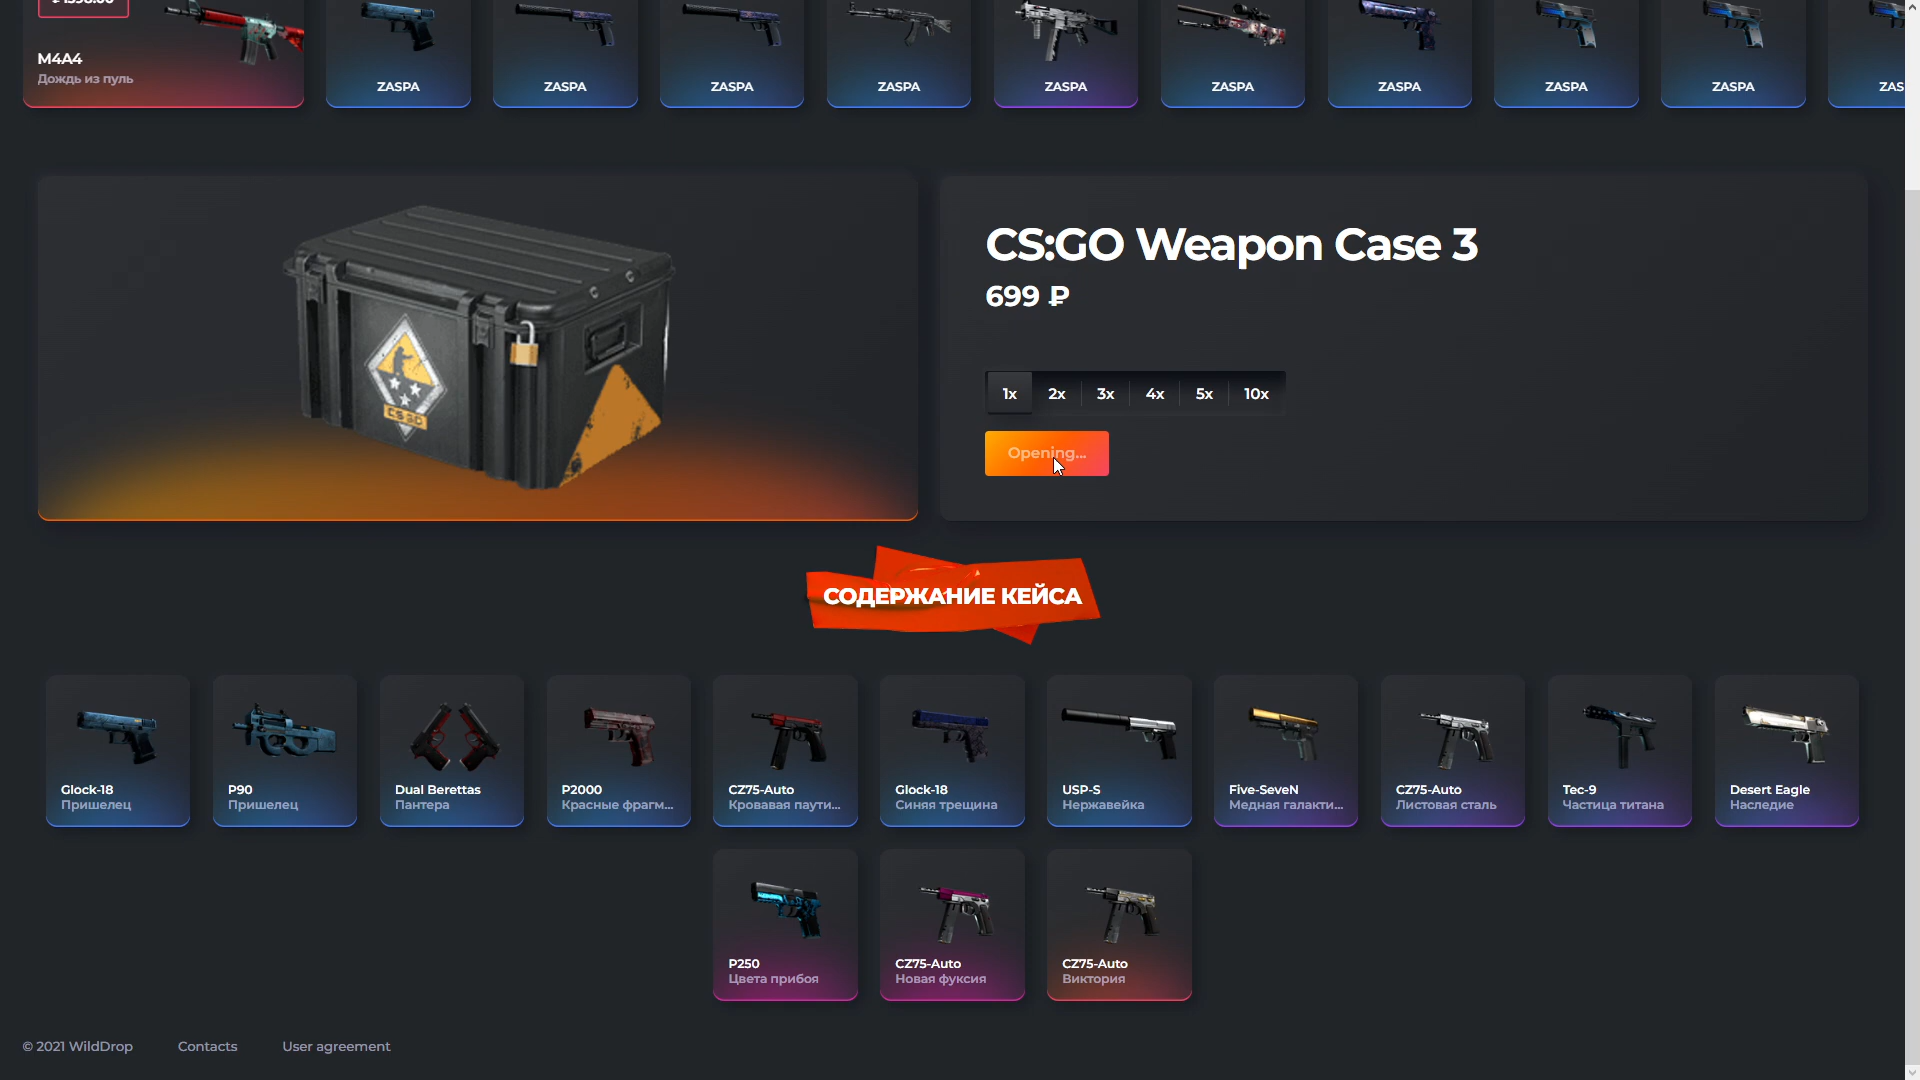 M4A4
Дождь из пуль
ZASPA
ZASPA
ZASPA
ZASPA
ZASPA
ZASPA
ZASPA
ZASPA
ZASPA
CS:GO Weapon Case 3
699 ₽
1x 2x 3x 4x 5x 10x
Opening...
СОДЕРЖАНИЕ КЕЙСА
Glock-18
Пришелец
P90
Пришелец
Dual Berettas
Пантера
P2000
Красные фрагм...
CZ75-Auto
Кровавая паути...
Glock-18
Синяя трещина
USP-S
Нержавейка
Five-SeveN
Медная галакти...
CZ75-Auto
Листовая сталь
Tec-9
Частица титана
Desert Eagle
Наследие
P250
Цвета прибоя
CZ75-Auto
Новая фуксия
CZ75-Auto
Виктория
© 2021 WildDrop Contacts User agreement